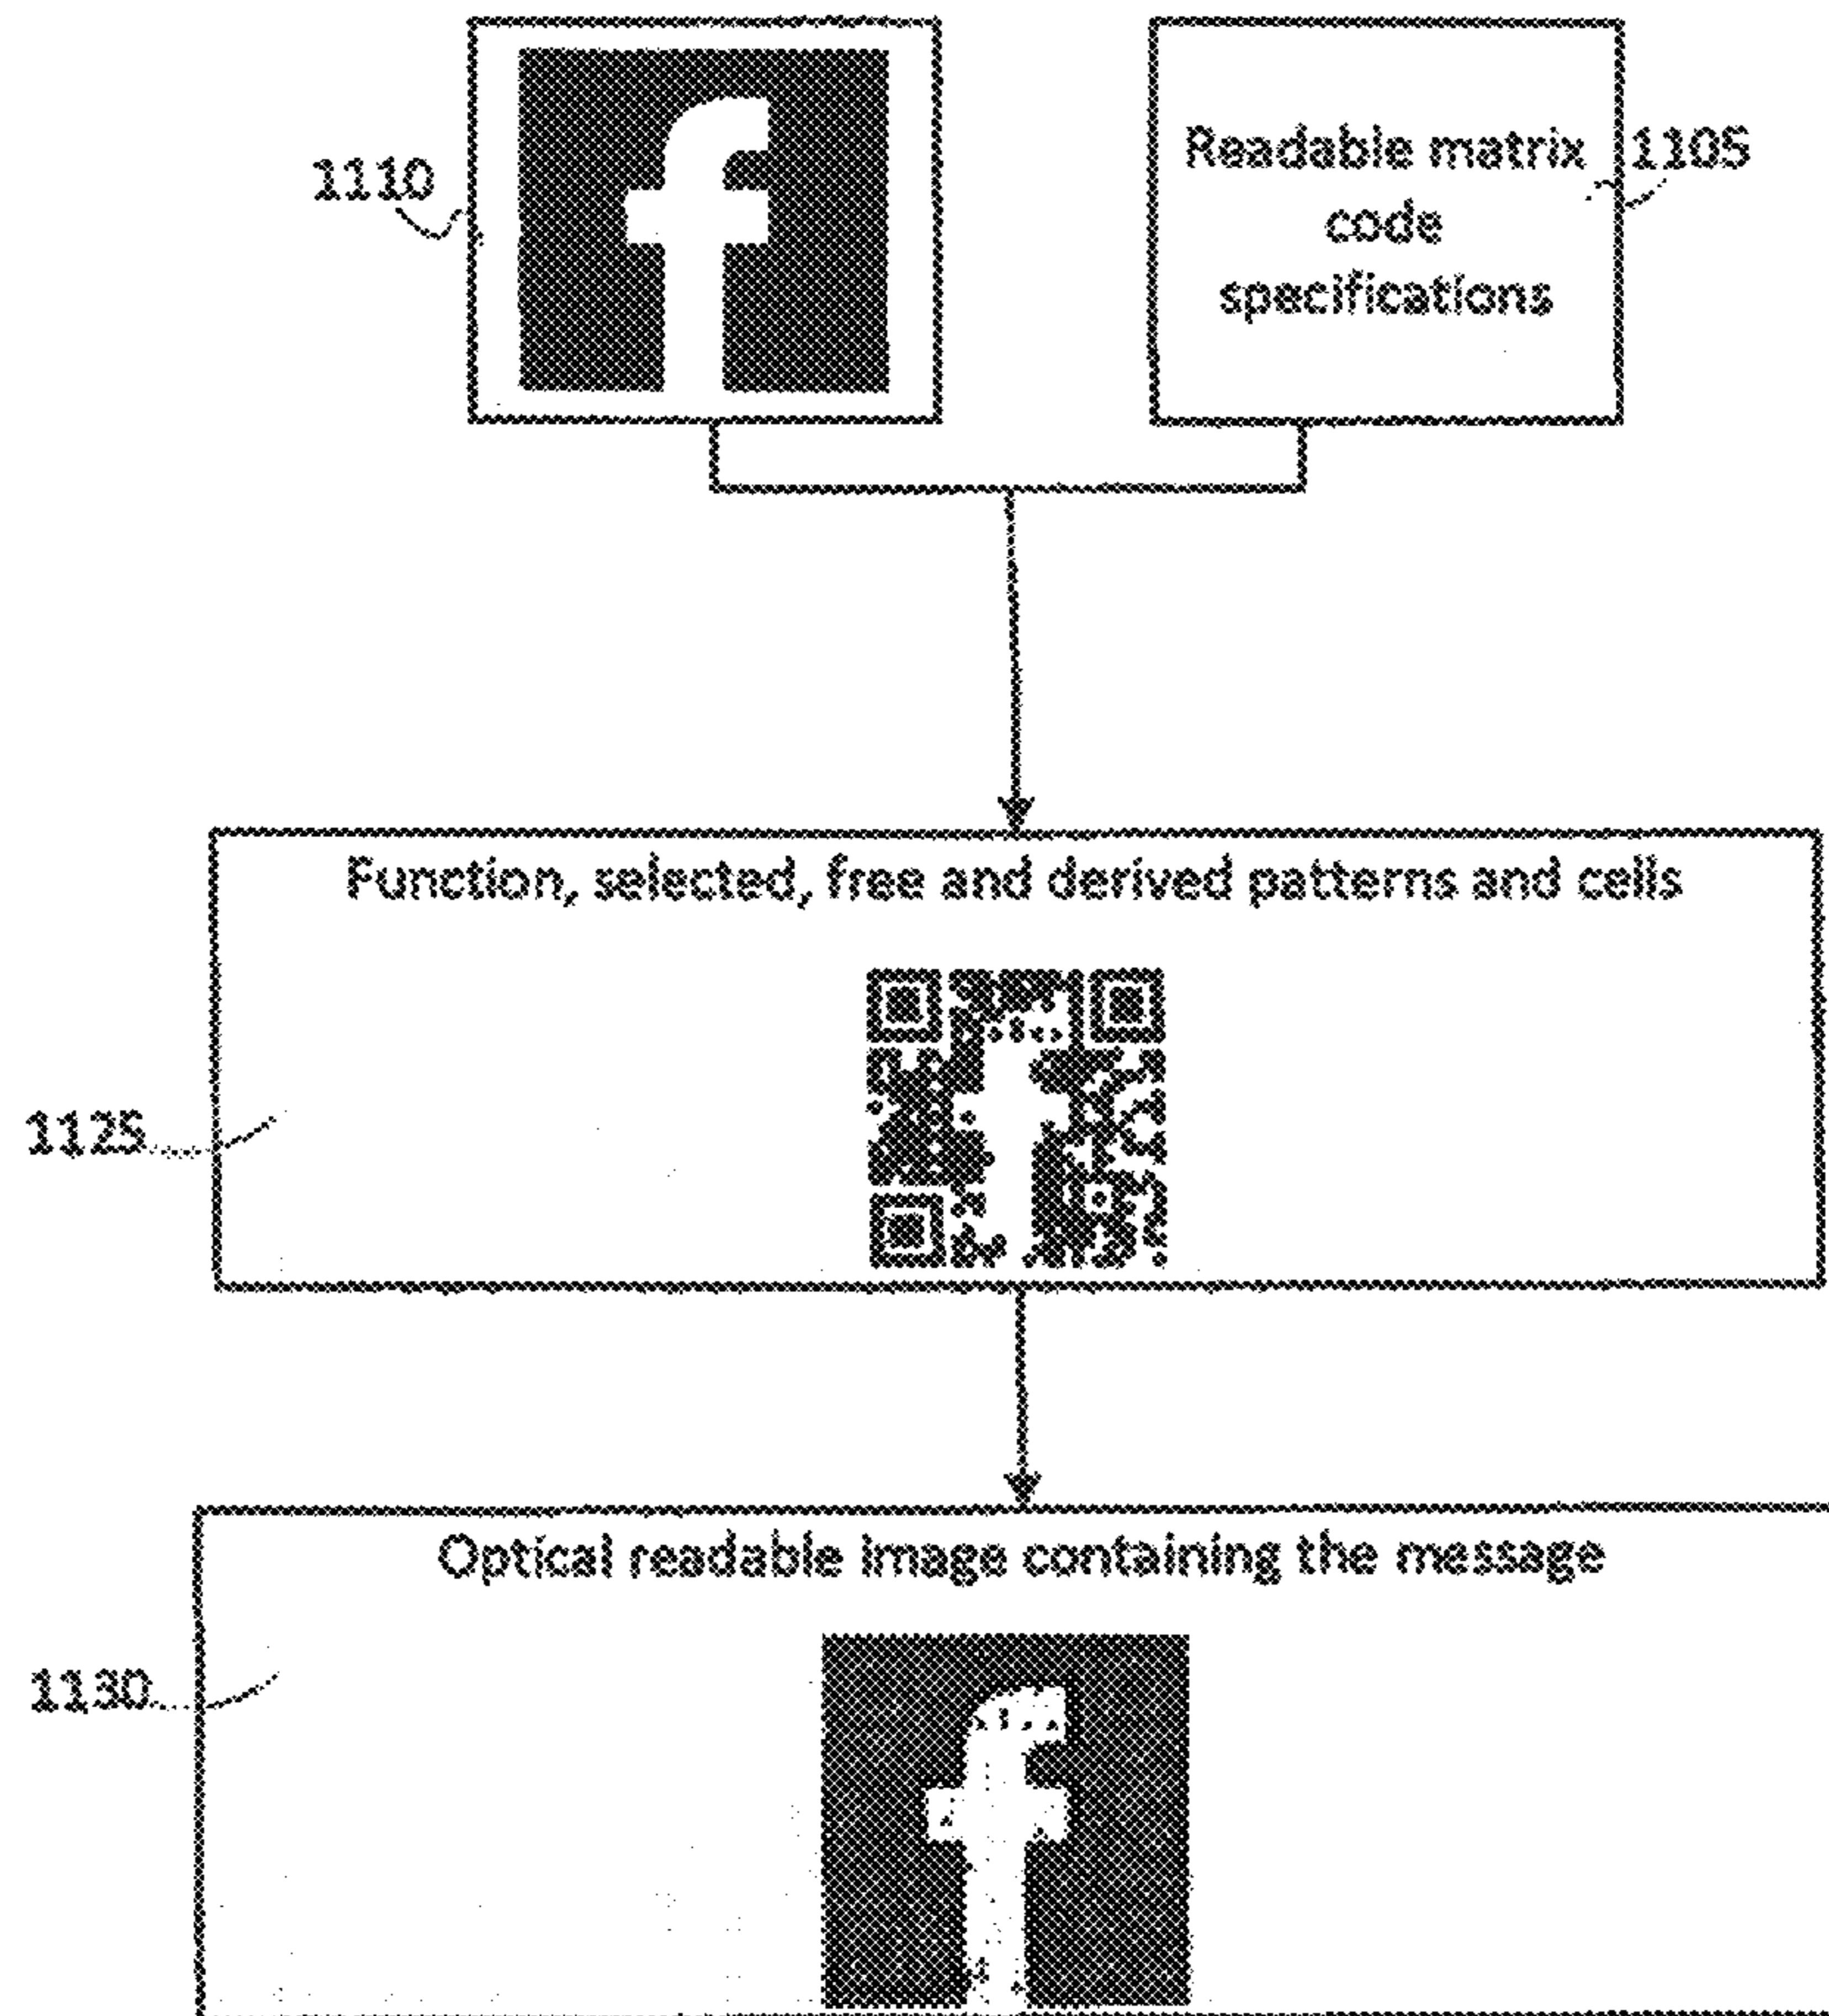 f
1110
Readable matrix
code
specifications
1105
Function, selected, free and derived patterns and cells
1125
Optical readable image containing the message
1130
f